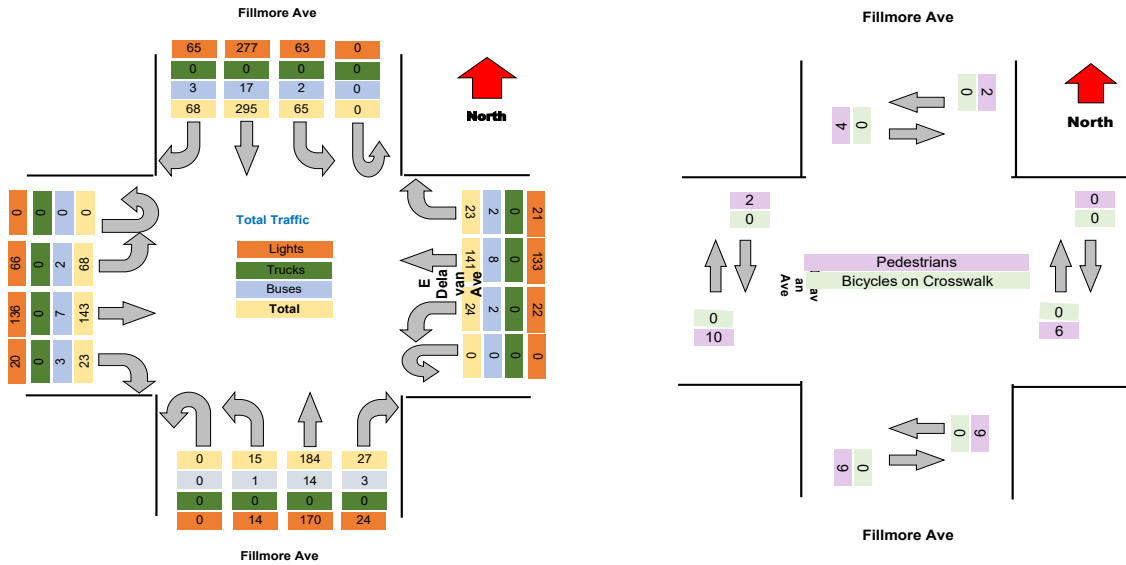 Fillmore Ave
65 277 63 0
0 0 0 0
3 17 2 0
68 295 65 0
North
0 0 0 0
66 0 2 68
136 0 7 143
20 0 3 23
Total Traffic
Lights
Trucks
Buses
Total
23 2 0 21
141 8 0 133
24 2 0 22
0 0 0 0
E
Dela
van
Ave
0 15 184 27
0 1 14 3
0 0 0 0
0 14 170 24
Fillmore Ave
Fillmore Ave
0 2
4 0
North
2
0
0
0
Pedestrians
Bicycles on Crosswalk
av
an
Ave
0
10
0
6
0
0
Fillmore Ave